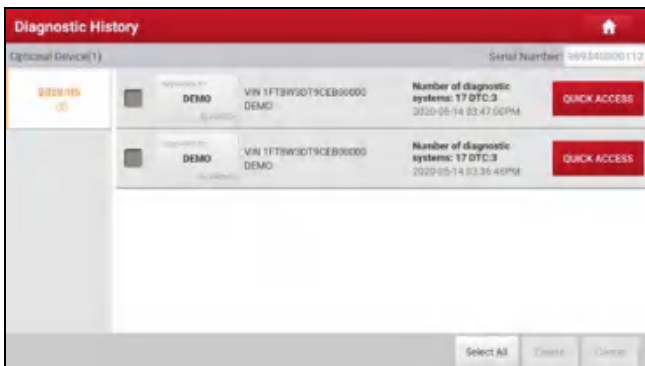 Diagnostic History
Optional Device(1)
Serial Number
DEMO
VIN 1FT8W3DT9CEB00000
DEMO
Number of diagnostic
systems: 17 DTC:3
2020-05-14 03:47:00PM
QUICK ACCESS
DEMO
VIN 1FT8W3DT9CEB00000
DEMO
Number of diagnostic
systems: 17 DTC:3
2020-05-14 03:36:46PM
QUICK ACCESS
Select All
Delete
Cancel